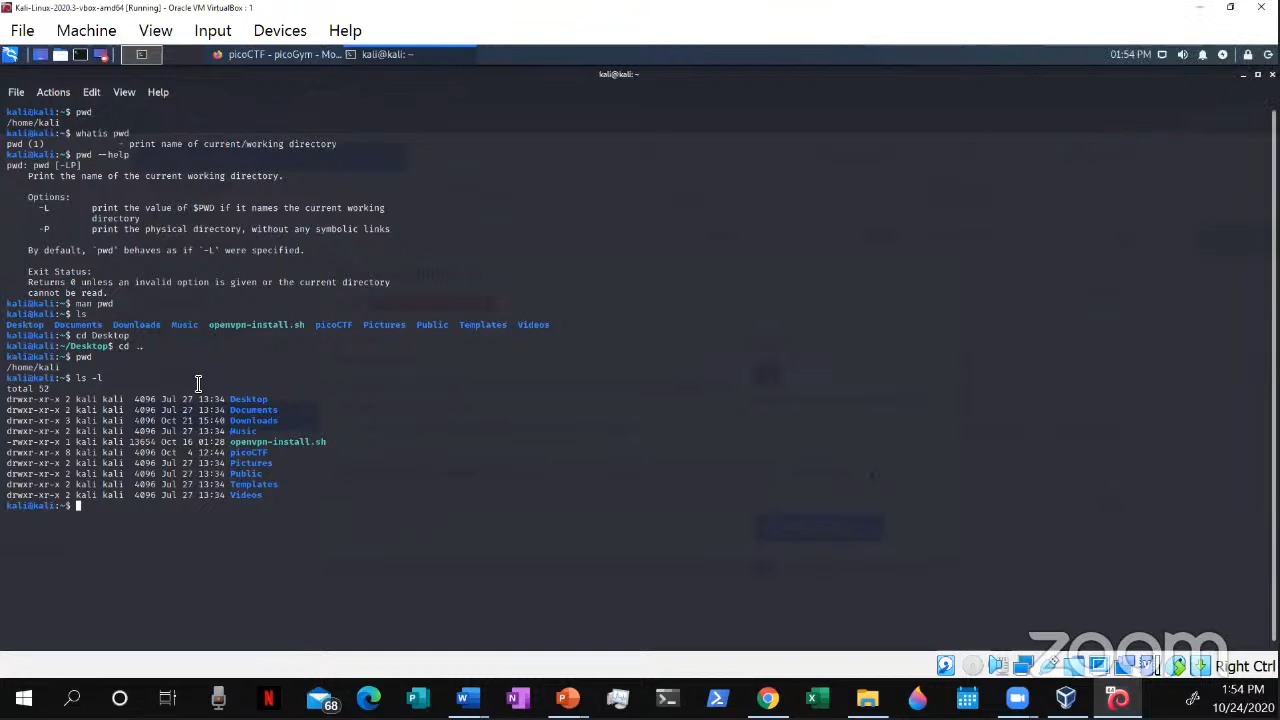 Kali-Linux-2020.3-vbox-amd64 [Running] - Oracle VM VirtualBox : 1
File Machine View Input Devices Help
picoCTF - picoGym - Mo... kali@kali: ~ 01:54 PM
kali@kali: ~
File Actions Edit View Help
kali@kali:~$ pwd
/home/kali
kali@kali:~$ whatis pwd
pwd (1) - print name of current/working directory
kali@kali:~$ pwd --help
pwd: pwd [-LP]
Print the name of the current working directory.
Options:
-L print the value of $PWD if it names the current working
directory
-P print the physical directory, without any symbolic links
By default, `pwd' behaves as if `-L' were specified.
Exit Status:
Returns 0 unless an invalid option is given or the current directory
cannot be read.
kali@kali:~$ man pwd
kali@kali:~$ ls
Desktop Documents Downloads Music openvpn-install.sh picoCTF Pictures Public Templates Videos
kali@kali:~$ cd Desktop
kali@kali:~/Desktop$ cd ..
kali@kali:~$ pwd
/home/kali
kali@kali:~$ ls -l
total 52
drwxr-xr-x 2 kali kali 4096 Jul 27 13:34 Desktop
drwxr-xr-x 2 kali kali 4096 Jul 27 13:34 Documents
drwxr-xr-x 3 kali kali 4096 Oct 21 15:40 Downloads
drwxr-xr-x 2 kali kali 4096 Jul 27 13:34 Music
-rwxr-xr-x 1 kali kali 13654 Oct 16 01:28 openvpn-install.sh
drwxr-xr-x 8 kali kali 4096 Oct 4 12:44 picoCTF
drwxr-xr-x 2 kali kali 4096 Jul 27 13:34 Pictures
drwxr-xr-x 2 kali kali 4096 Jul 27 13:34 Public
drwxr-xr-x 2 kali kali 4096 Jul 27 13:34 Templates
drwxr-xr-x 2 kali kali 4096 Jul 27 13:34 Videos
kali@kali:~$
zoom
Right Ctrl
68
1:54 PM
10/24/2020